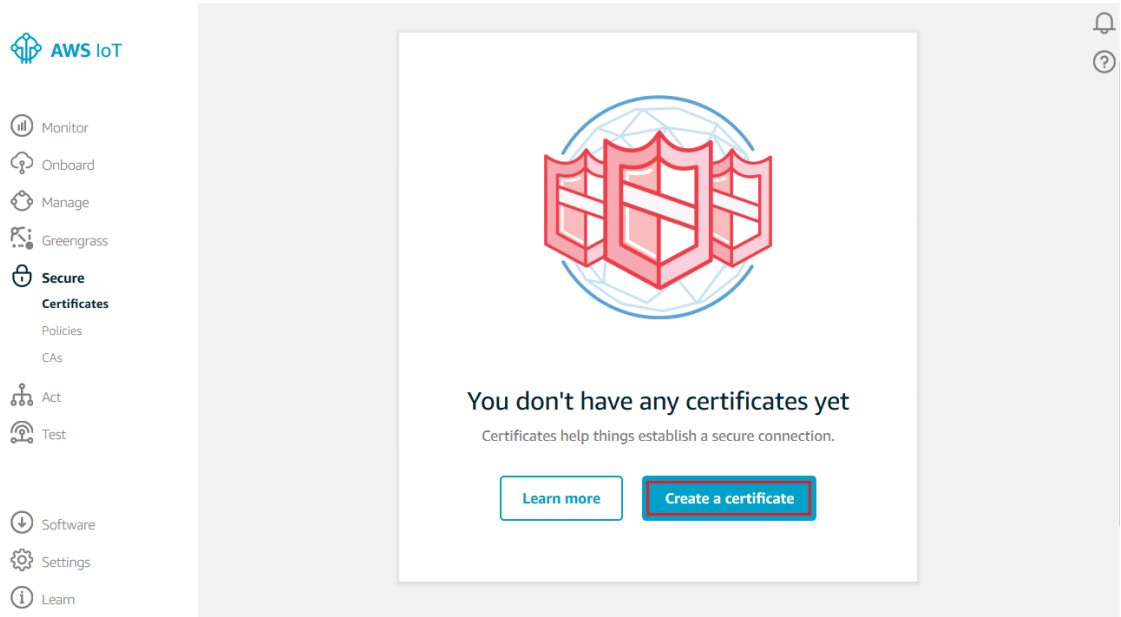 AWS IoT
Monitor
Onboard
Manage
Greengrass
Secure
Certificates
Policies
CAs
Act
Test
Software
Settings
Learn
You don't have any certificates yet
Certificates help things establish a secure connection.
Learn more
Create a certificate